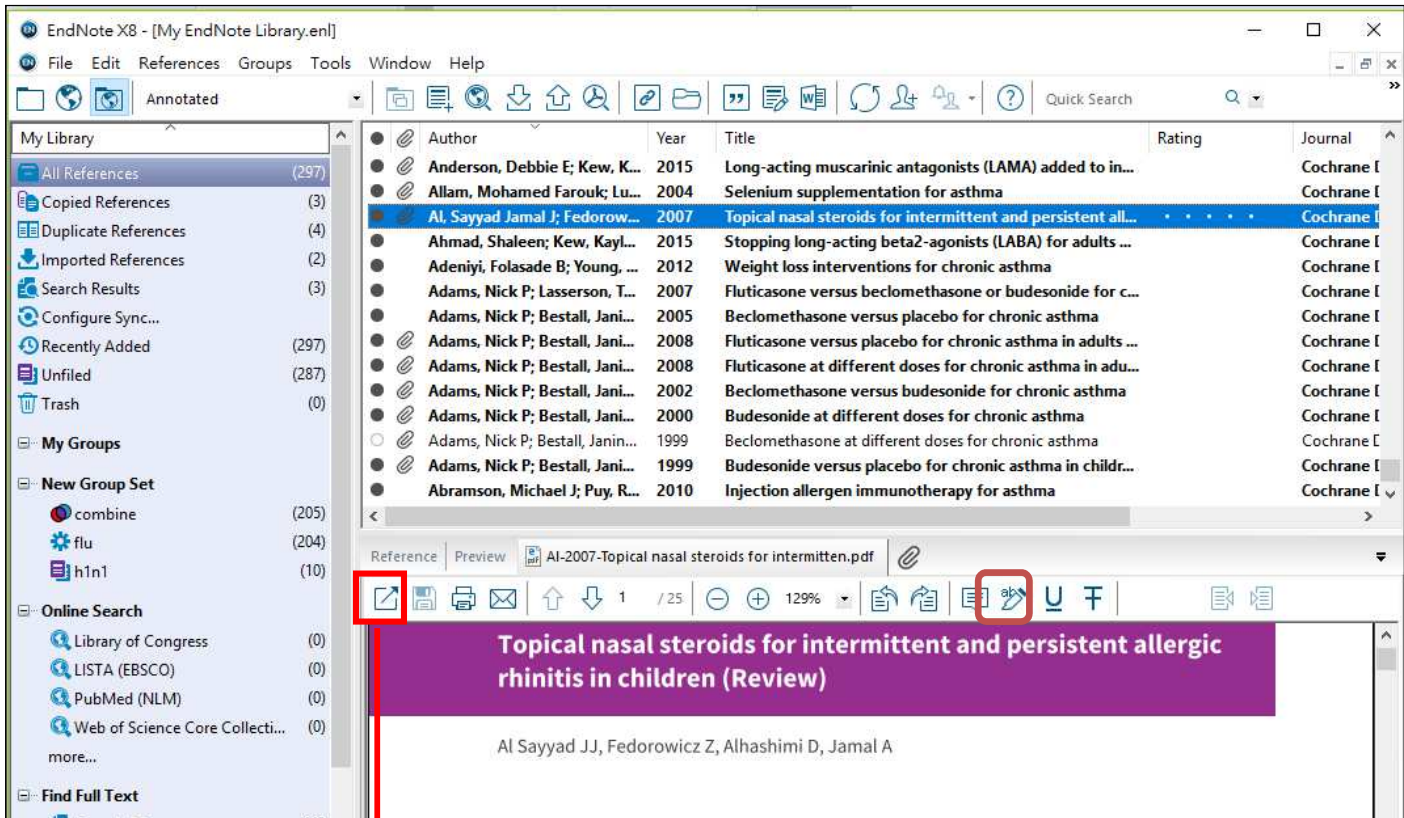 EndNote X8 - [My EndNote Library.enl]
File Edit References Groups Tools Window Help
Annotated
Quick Search
My Library
All References (297)
Copied References (3)
Duplicate References (4)
Imported References (2)
Search Results (3)
Configure Sync...
Recently Added (297)
Unfiled (287)
Trash (0)
My Groups
New Group Set
combine (205)
flu (204)
h1n1 (10)
Online Search
Library of Congress (0)
LISTA (EBSCO) (0)
PubMed (NLM) (0)
Web of Science Core Collecti... (0)
more...
Find Full Text
Author Year Title Rating Journal
Anderson, Debbie E; Kew, K... 2015 Long-acting muscarinic antagonists (LAMA) added to in... Cochrane
Allam, Mohamed Farouk; Lu... 2004 Selenium supplementation for asthma Cochrane
Al, Sayyad Jamal J; Fedorow... 2007 Topical nasal steroids for intermittent and persistent all... Cochrane
Ahmad, Shaleen; Kew, Kayl... 2015 Stopping long-acting beta2-agonists (LABA) for adults ... Cochrane
Adeniyi, Folasade B; Young, ... 2012 Weight loss interventions for chronic asthma Cochrane
Adams, Nick P; Lasserson, T... 2007 Fluticasone versus beclomethasone or budesonide for c... Cochrane
Adams, Nick P; Bestall, Jani... 2005 Beclomethasone versus placebo for chronic asthma Cochrane
Adams, Nick P; Bestall, Jani... 2008 Fluticasone versus placebo for chronic asthma in adults ... Cochrane
Adams, Nick P; Bestall, Jani... 2008 Fluticasone at different doses for chronic asthma in adu... Cochrane
Adams, Nick P; Bestall, Jani... 2002 Beclomethasone versus budesonide for chronic asthma Cochrane
Adams, Nick P; Bestall, Jani... 2000 Budesonide at different doses for chronic asthma Cochrane
Adams, Nick P; Bestall, Janin... 1999 Beclomethasone at different doses for chronic asthma Cochrane
Adams, Nick P; Bestall, Jani... 1999 Budesonide versus placebo for chronic asthma in childr... Cochrane
Abramson, Michael J; Puy, R... 2010 Injection allergen immunotherapy for asthma Cochrane
Reference Preview Al-2007-Topical nasal steroids for intermitten.pdf
1 / 25 129%
Topical nasal steroids for intermittent and persistent allergic
rhinitis in children (Review)
Al Sayyad JJ, Fedorowicz Z, Alhashimi D, Jamal A